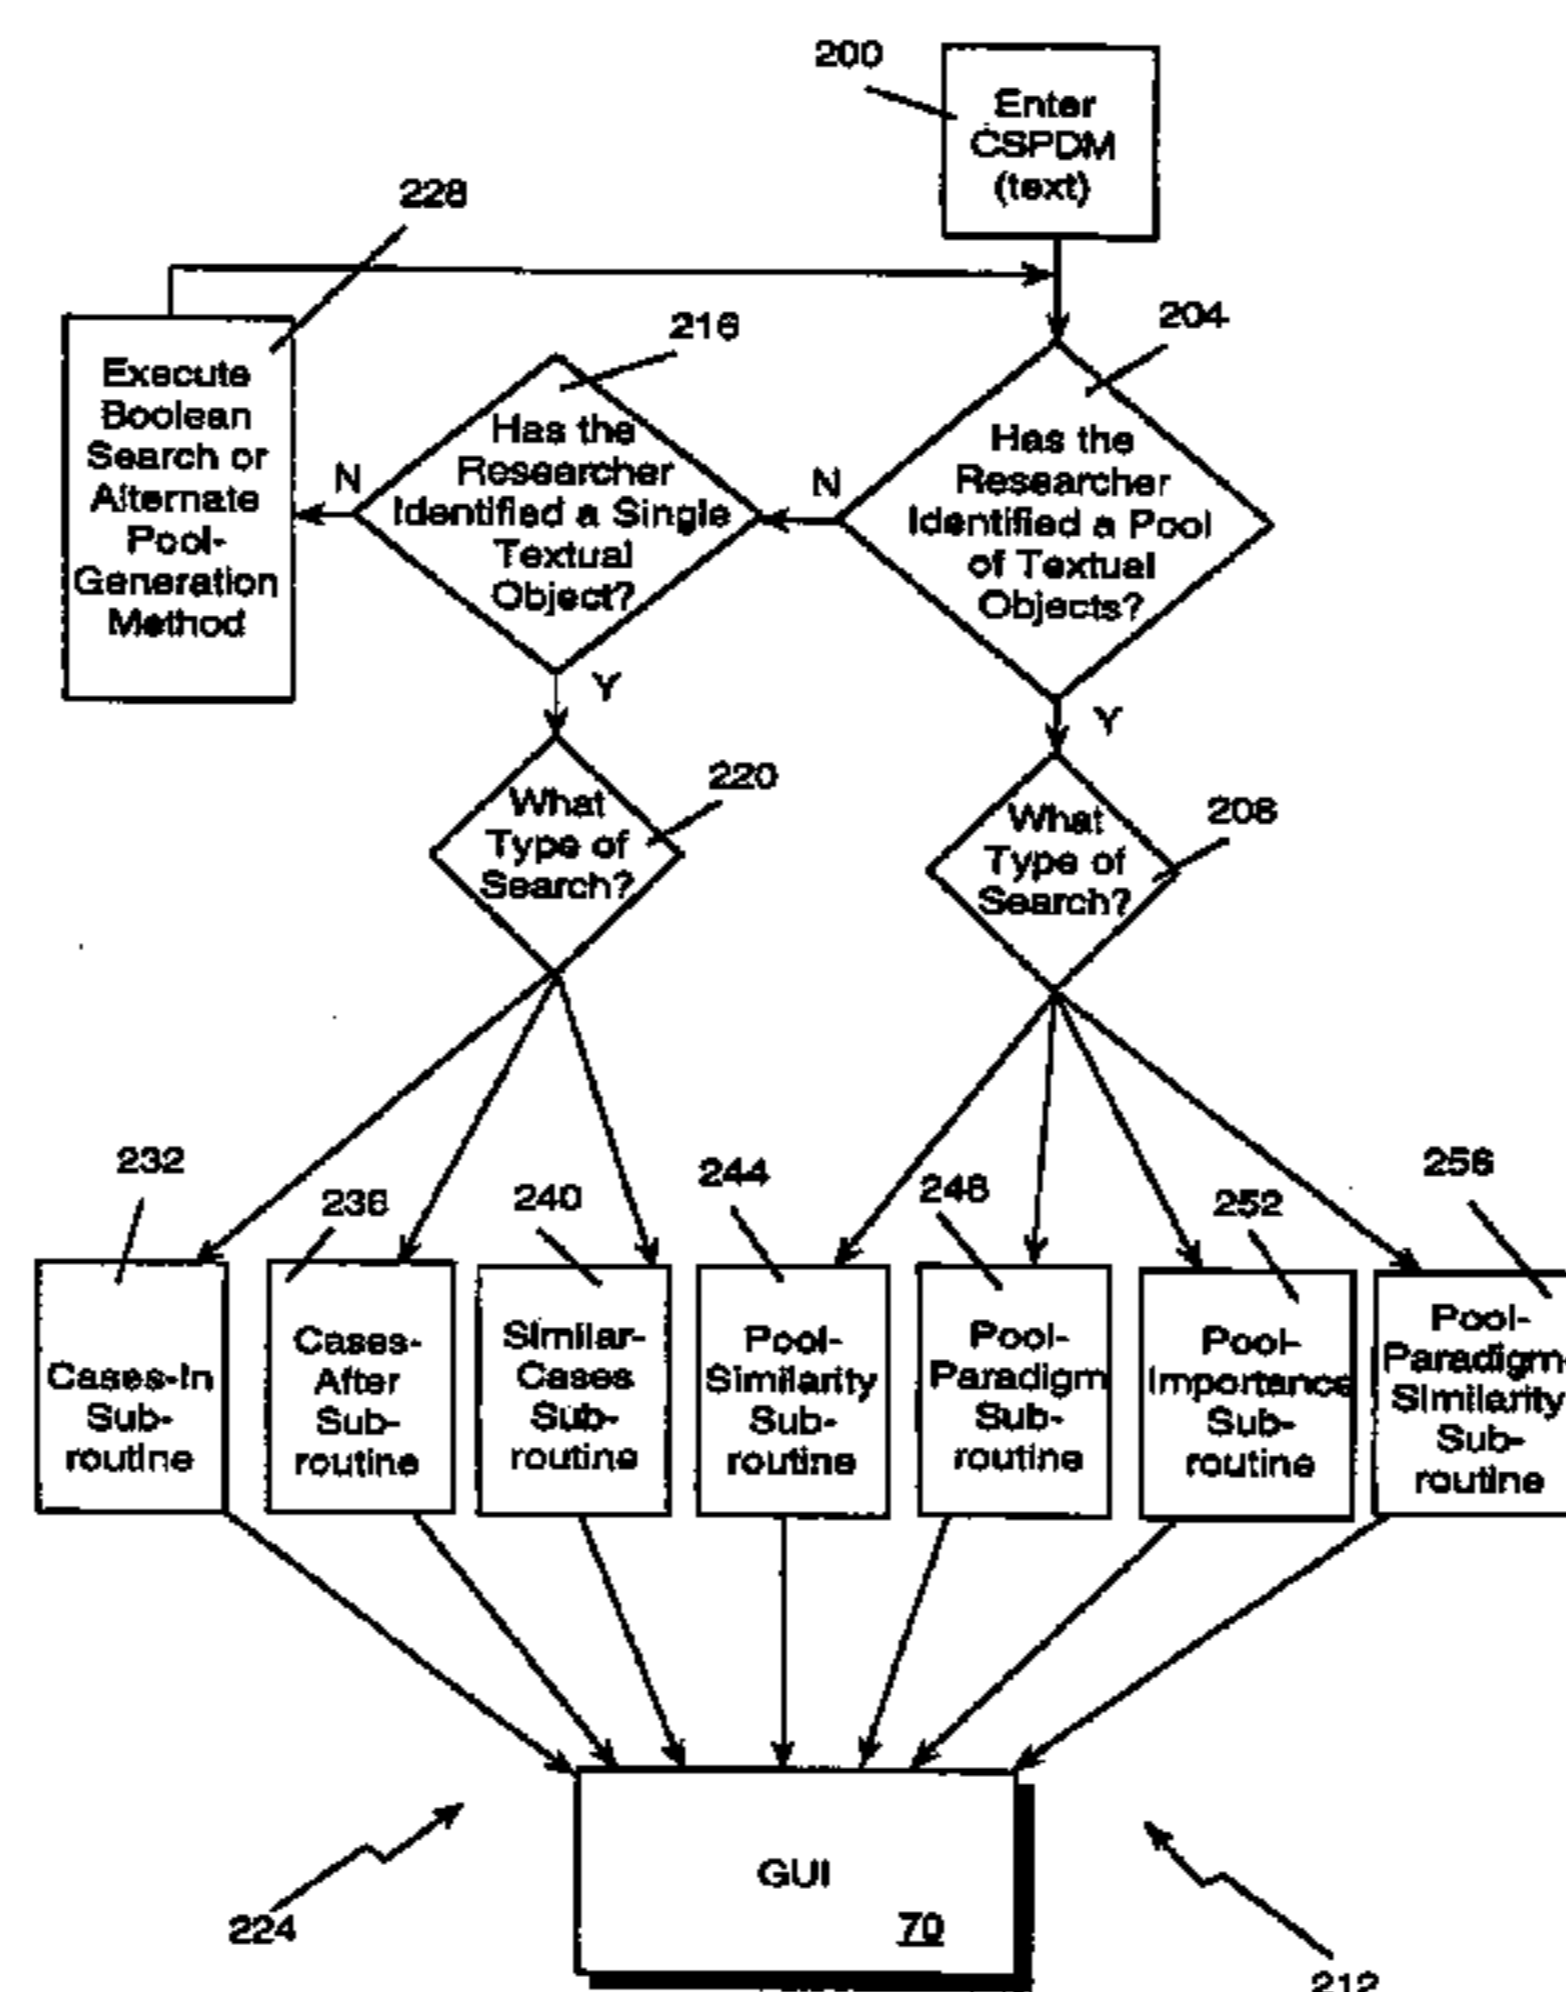 200
Enter
CSPDM
(text)
228
216
204
Execute
Boolean
Search or
Alternate
Pool-
Generation
Method
N
Has the
Researcher
Identified a Single
Textual
Object?
N
Has the
Researcher
Identified a Pool
of Textual
Objects?
Y
Y
220
What
Type of
Search?
208
What
Type of
Search?
232
236
240
244
248
252
256
Cases-In
Sub-
routine
Cases-
After
Sub-
routine
Similar-
Cases
Sub-
routine
Pool-
Similarity
Sub-
routine
Pool-
Paradigm
Sub-
routine
Pool-
Importance
Sub-
routine
Pool-
Paradigm-
Similarity
Sub-
routine
GUI
70
224
212